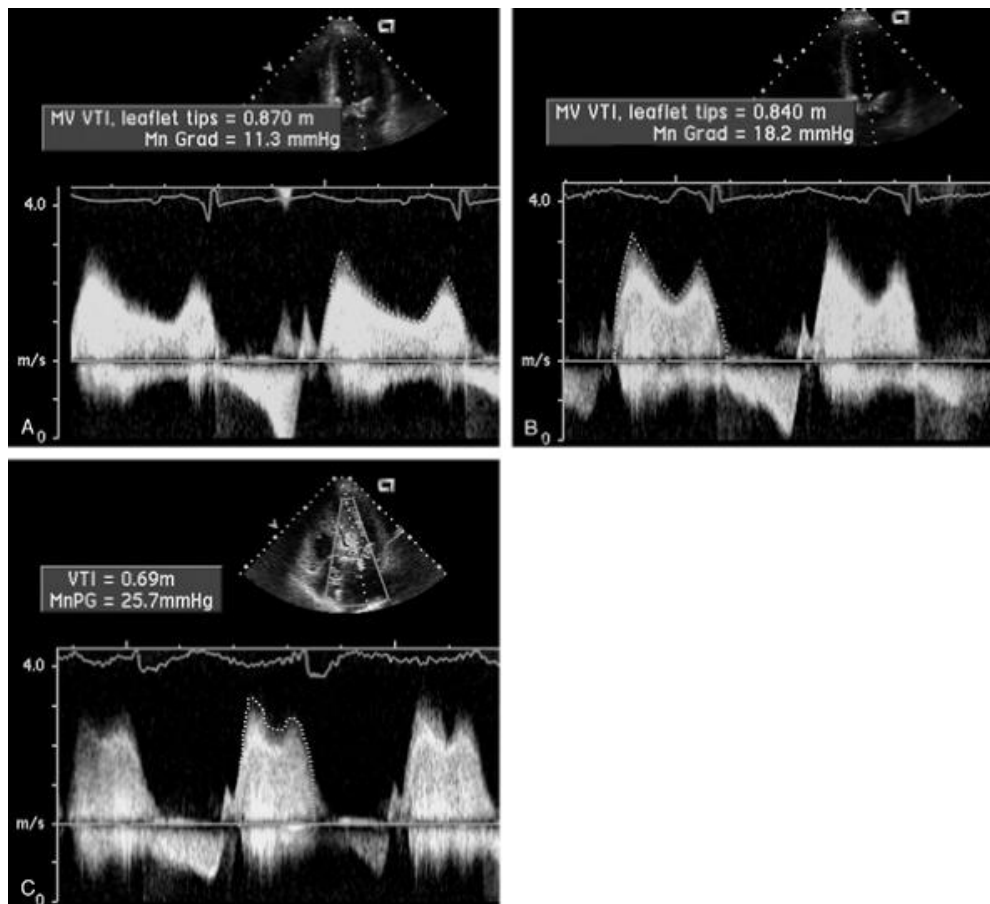 MV VTI, leaflet tips = 0.870 m
Mn Grad = 11.3 mmHg
4.0
m/s
A
0
MV VTI, leaflet tips = 0.840 m
Mn Grad = 18.2 mmHg
4.0
m/s
B
0
VTI = 0.69m
MnPG = 25.7mmHg
4.0
m/s
C
0